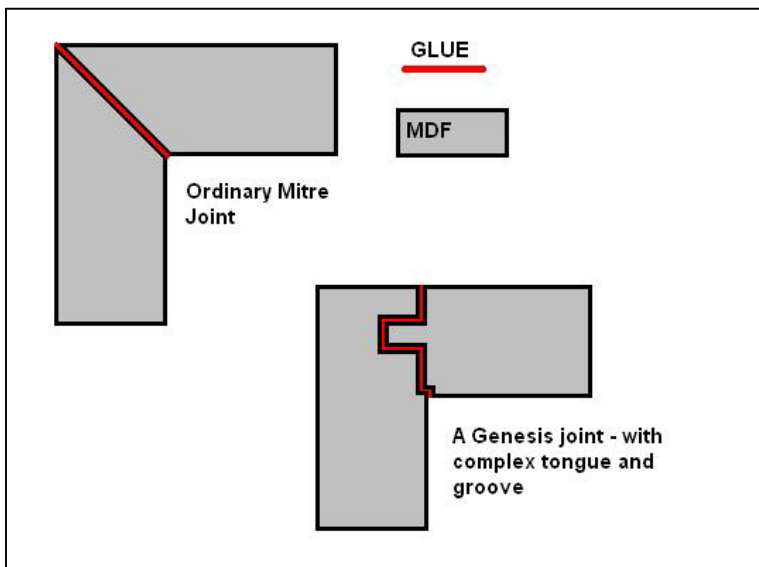 GLUE
MDF
Ordinary Mitre
Joint
A Genesis joint - with
complex tongue and
groove